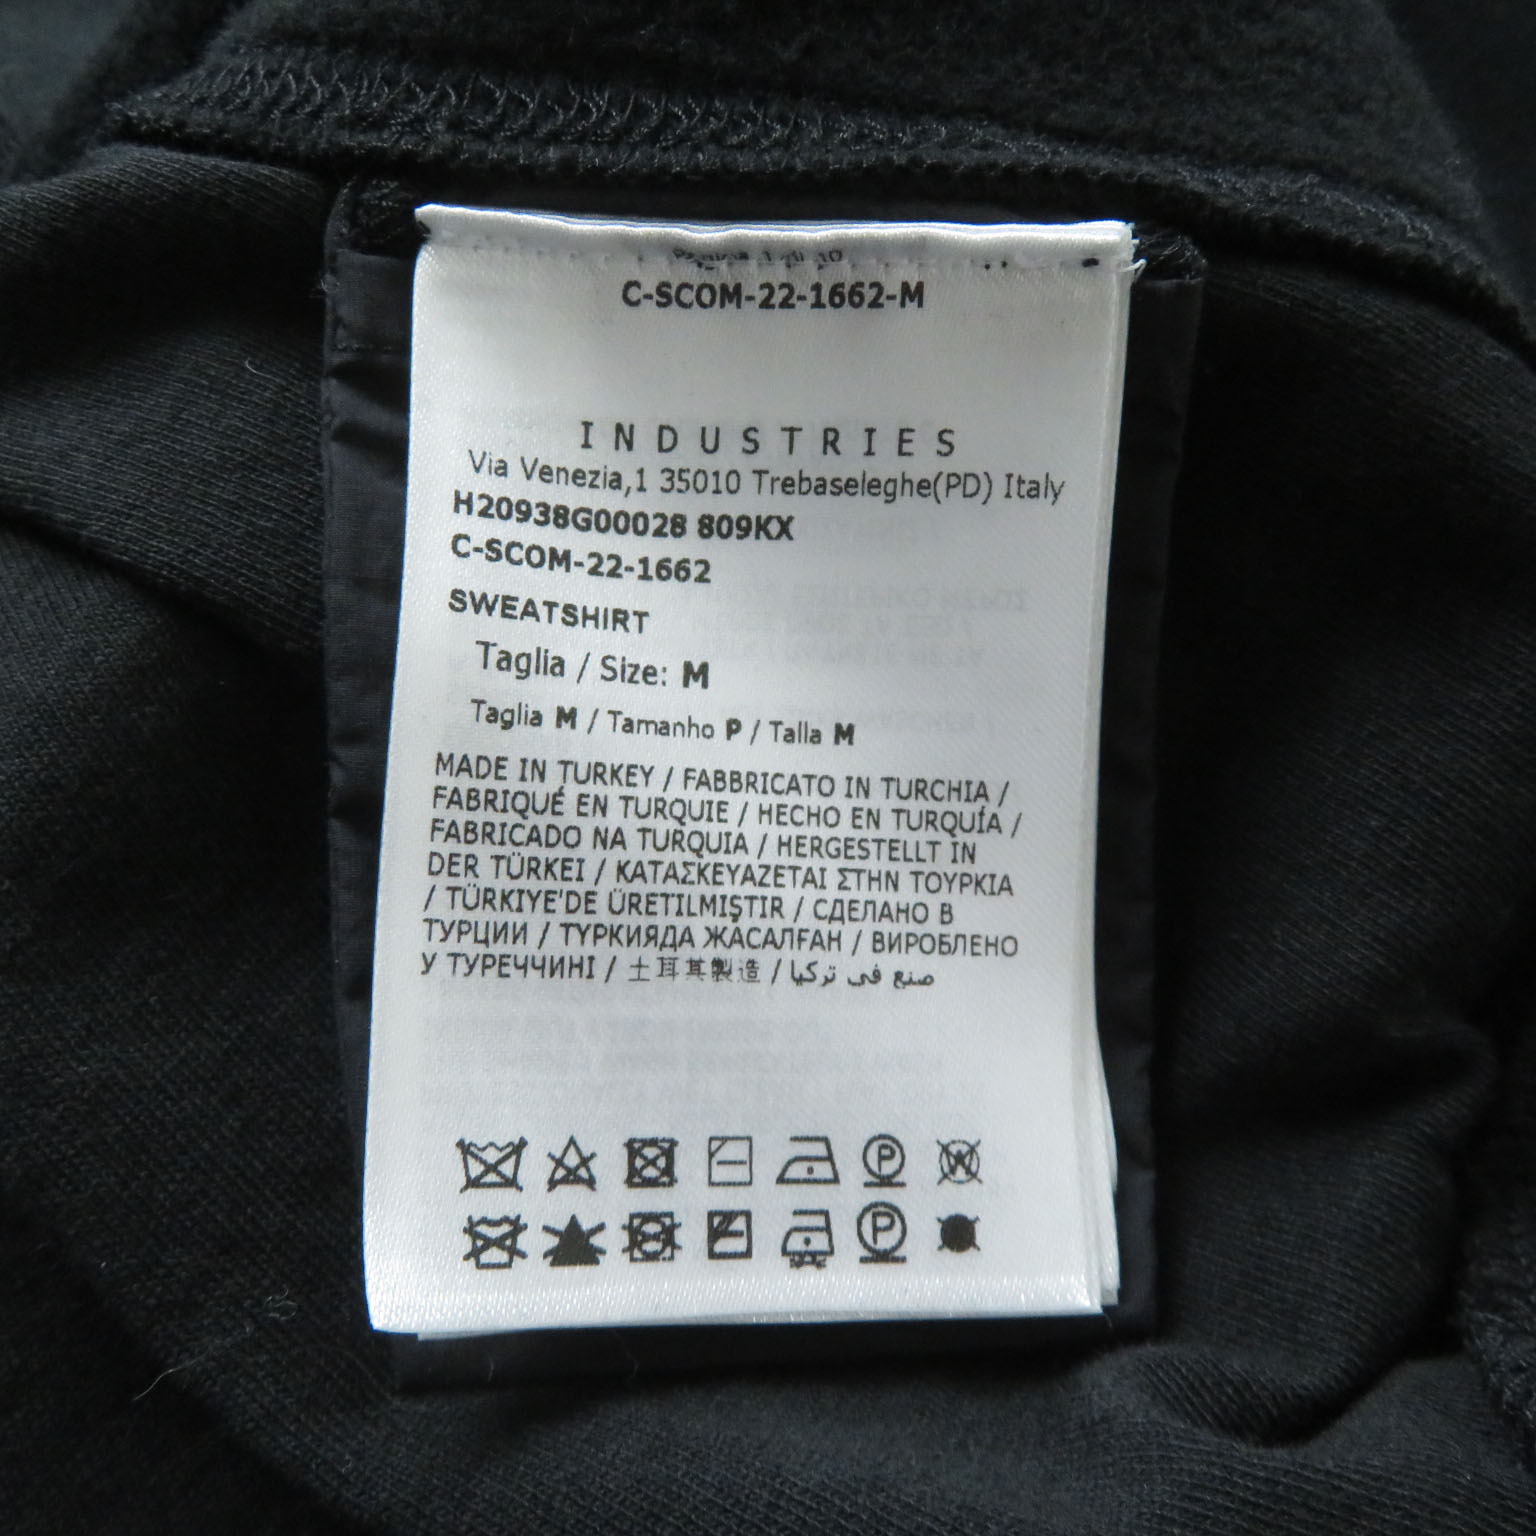 C-SCOM-22-1662-M
INDUSTRIES
Via Venezia,1 35010 Trebaseleghe(PD) Italy
H20938G00028 809KX
C-SCOM-22-1662
SWEATSHIRT
Taglia / Size: M
Taglia M / Tamanho P / Talla M
MADE IN TURKEY / FABBRICATO IN TURCHIA /
FABRIQUÉ EN TURQUIE / HECHO EN TURQUÍA /
FABRICADO NA TURQUIA / HERGESTELLT IN
DER TÜRKEI / ΚΑΤΑΣΚΕΥΑΖΕΤΑΙ ΣΤΗΝ ΤΟΥΡΚΙΑ
/ TÜRKIYE'DE ÜRETILMIŞTIR / СДЕЛАНО В
ТУРЦИИ / ТҮРКИЯДА ЖАСАЛҒАН / ВИРОБЛЕНО
У ТУРЕЧЧИНІ / 土耳其製造 / صنع في تركيا
P W
P